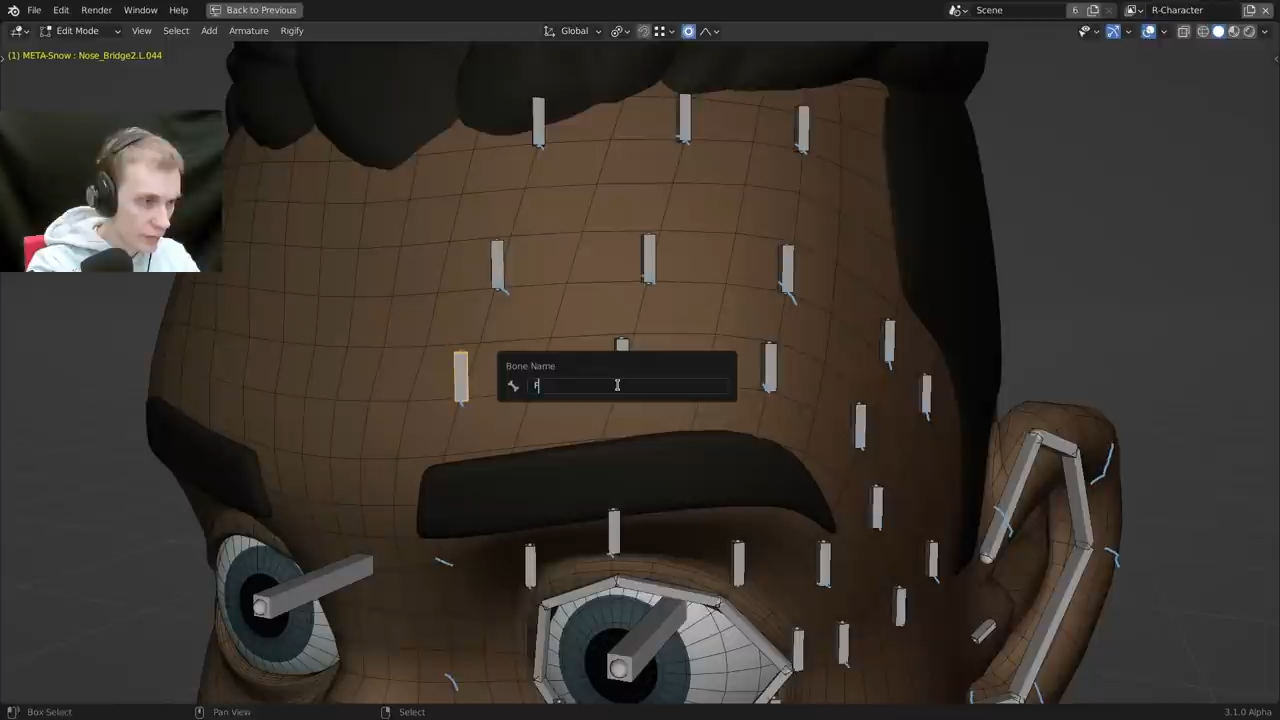 File Edit Render Window Help Back to Previous Scene 6 R-Character
Edit Mode View Select Add Armature Rigify Global
(1) META-Snow : Nose_Bridge2.L.044
Bone Name
F
Box Select Pan View Select 3.1.0 Alpha